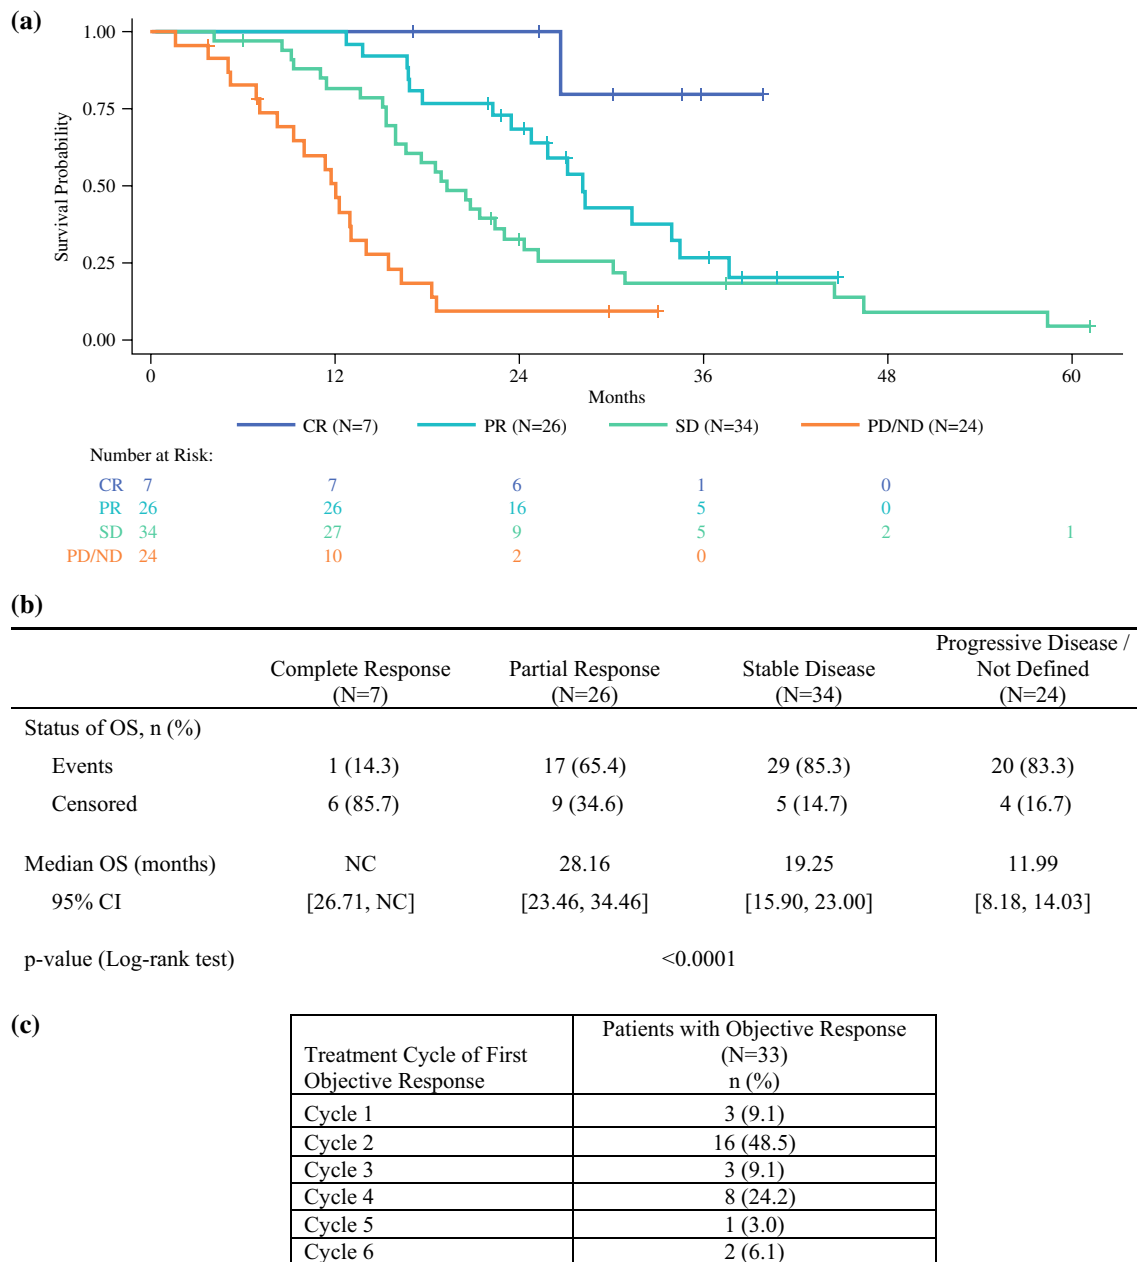 (a)
1.00
0.75
0.50
0.25
0.00
Survival Probability
0 12 24 36 48 60
Months
CR (N=7) PR (N=26) SD (N=34) PD/ND (N=24)
Number at Risk:
CR 7 7 6 1 0
PR 26 26 16 5 0
SD 34 27 9 5 2 1
PD/ND 24 10 2 0
(b)
Progressive Disease /
Complete Response Partial Response Stable Disease Not Defined
(N=7) (N=26) (N=34) (N=24)
Status of OS, n (%)
Events 1 (14.3) 17 (65.4) 29 (85.3) 20 (83.3)
Censored 6 (85.7) 9 (34.6) 5 (14.7) 4 (16.7)
Median OS (months) NC 28.16 19.25 11.99
95% CI [26.71, NC] [23.46, 34.46] [15.90, 23.00] [8.18, 14.03]
p-value (Log-rank test) <0.0001
(c)
Patients with Objective Response
Treatment Cycle of First (N=33)
Objective Response n (%)
Cycle 1 3 (9.1)
Cycle 2 16 (48.5)
Cycle 3 3 (9.1)
Cycle 4 8 (24.2)
Cycle 5 1 (3.0)
Cycle 6 2 (6.1)